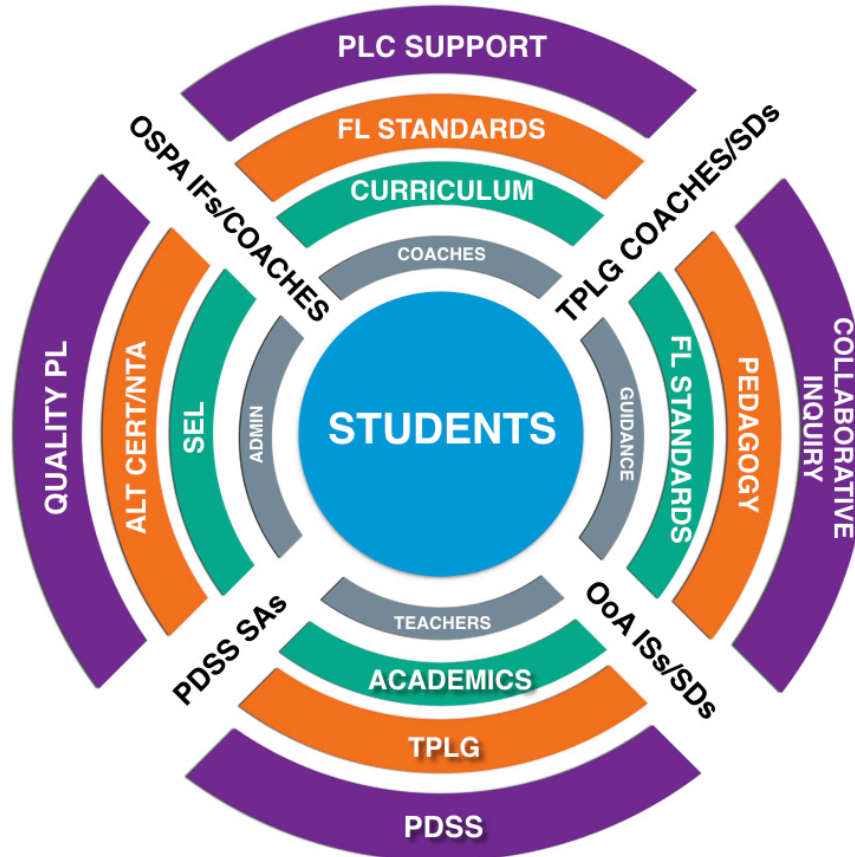 PLC SUPPORT
FL STANDARDS
CURRICULUM
COACHES
OSPA IFs/COACHES
TPLG COACHES/SDs
QUALITY PL
ALT CERT/NTA
SEL
ADMIN
STUDENTS
GUIDANCE
FL STANDARDS
PEDAGOGY
COLLABORATIVE
INQUIRY
PDSS SAs
OoA ISs/SDs
TEACHERS
ACADEMICS
TPLG
PDSS